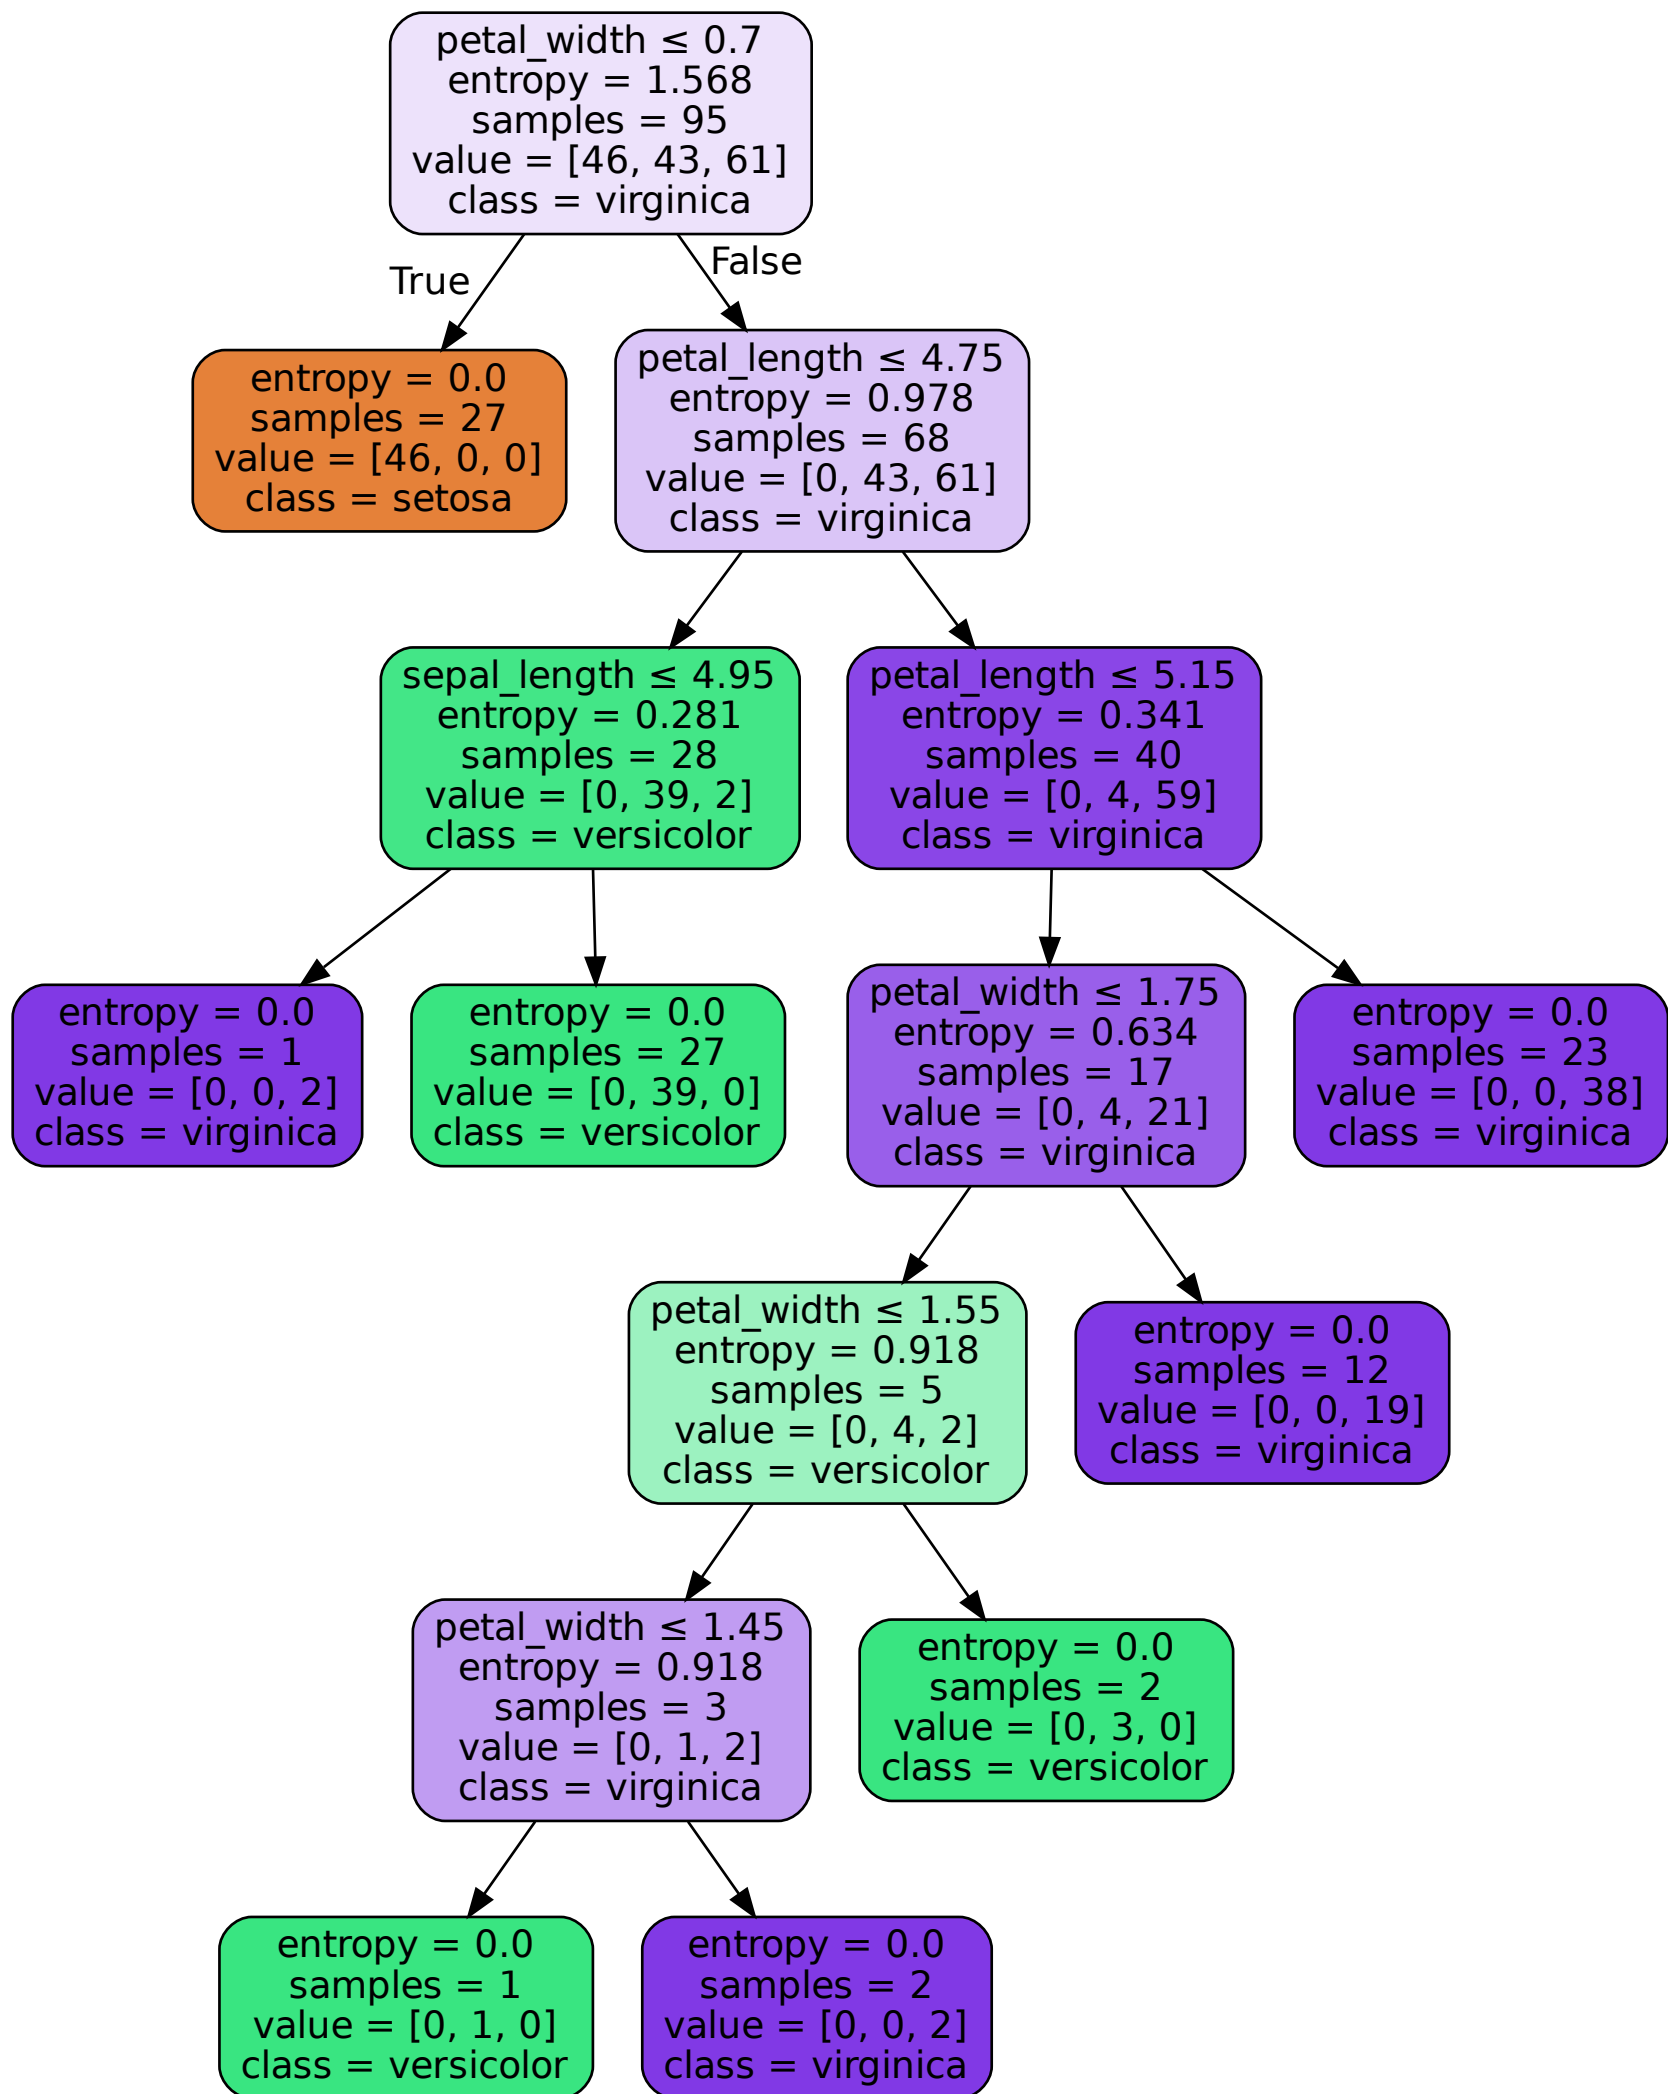 petal_width ≤ 0.7
entropy = 1.568
samples = 95
value = [46, 43, 61]
class = virginica
True
False
entropy = 0.0
samples = 27
value = [46, 0, 0]
class = setosa
petal_length ≤ 4.75
entropy = 0.978
samples = 68
value = [0, 43, 61]
class = virginica
sepal_length ≤ 4.95
entropy = 0.281
samples = 28
value = [0, 39, 2]
class = versicolor
petal_length ≤ 5.15
entropy = 0.341
samples = 40
value = [0, 4, 59]
class = virginica
entropy = 0.0
samples = 1
value = [0, 0, 2]
class = virginica
entropy = 0.0
samples = 27
value = [0, 39, 0]
class = versicolor
petal_width ≤ 1.75
entropy = 0.634
samples = 17
value = [0, 4, 21]
class = virginica
entropy = 0.0
samples = 23
value = [0, 0, 38]
class = virginica
petal_width ≤ 1.55
entropy = 0.918
samples = 5
value = [0, 4, 2]
class = versicolor
entropy = 0.0
samples = 12
value = [0, 0, 19]
class = virginica
petal_width ≤ 1.45
entropy = 0.918
samples = 3
value = [0, 1, 2]
class = virginica
entropy = 0.0
samples = 2
value = [0, 3, 0]
class = versicolor
entropy = 0.0
samples = 1
value = [0, 1, 0]
class = versicolor
entropy = 0.0
samples = 2
value = [0, 0, 2]
class = virginica